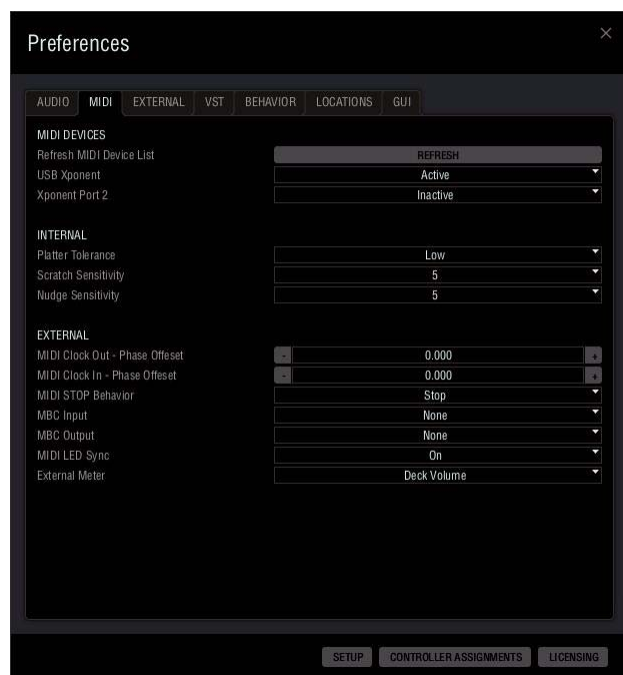 Preferences
AUDIO MIDI EXTERNAL VST BEHAVIOR LOCATIONS GUI
MIDI DEVICES
Refresh MIDI Device List REFRESH
USB Xponent Active
Xponent Port 2 Inactive
INTERNAL
Platter Tolerance Low
Scratch Sensitivity 5
Nudge Sensitivity 5
EXTERNAL
MIDI Clock Out - Phase Offeset - 0.000 +
MIDI Clock In - Phase Offeset - 0.000 +
MIDI STOP Behavior Stop
MBC Input None
MBC Output None
MIDI LED Sync On
External Meter Deck Volume
SETUP CONTROLLER ASSIGNMENTS LICENSING